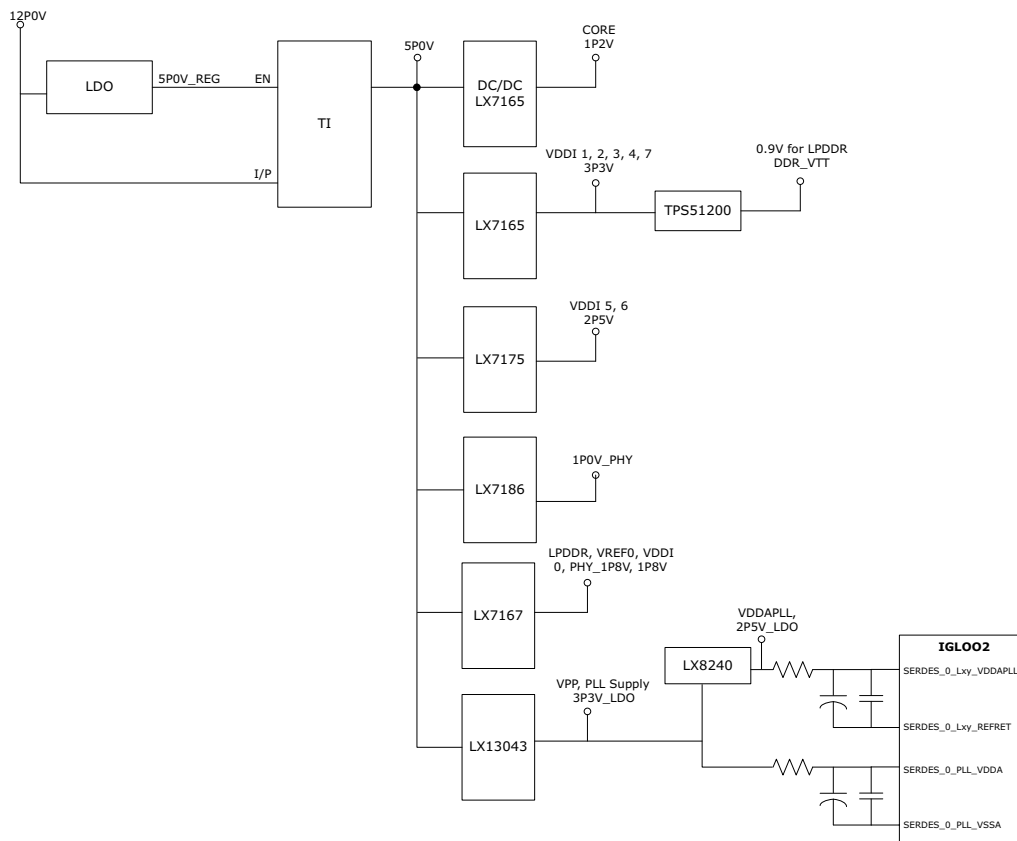 12P0V
LDO
5P0V_REG
EN
TI
I/P
5P0V
DC/DC
LX7165
CORE
1P2V
LX7165
VDDI 1, 2, 3, 4, 7
3P3V
TPS51200
0.9V for LPDDR
DDR_VTT
LX7175
VDDI 5, 6
2P5V
LX7186
1P0V_PHY
LX7167
LPDDR, VREF0, VDDI
0, PHY_1P8V, 1P8V
LX13043
VPP, PLL Supply
3P3V_LDO
LX8240
VDDAPLL,
2P5V_LDO
IGLOO2
SERDES_0_Lxy_VDDAPLL
SERDES_0_Lxy_REFRET
SERDES_0_PLL_VDDA
SERDES_0_PLL_VSSA